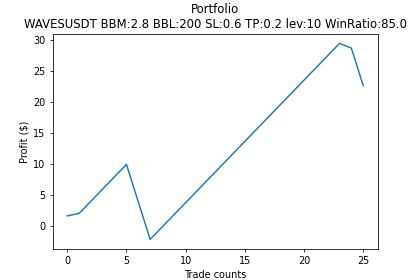 Portfolio
WAVESUSDT BBM:2.8 BBL:200 SL:0.6 TP:0.2 lev:10 WinRatio:85.0
30
25
20
15
10
5
0
Profit ($)
0 5 10 15 20 25
Trade counts